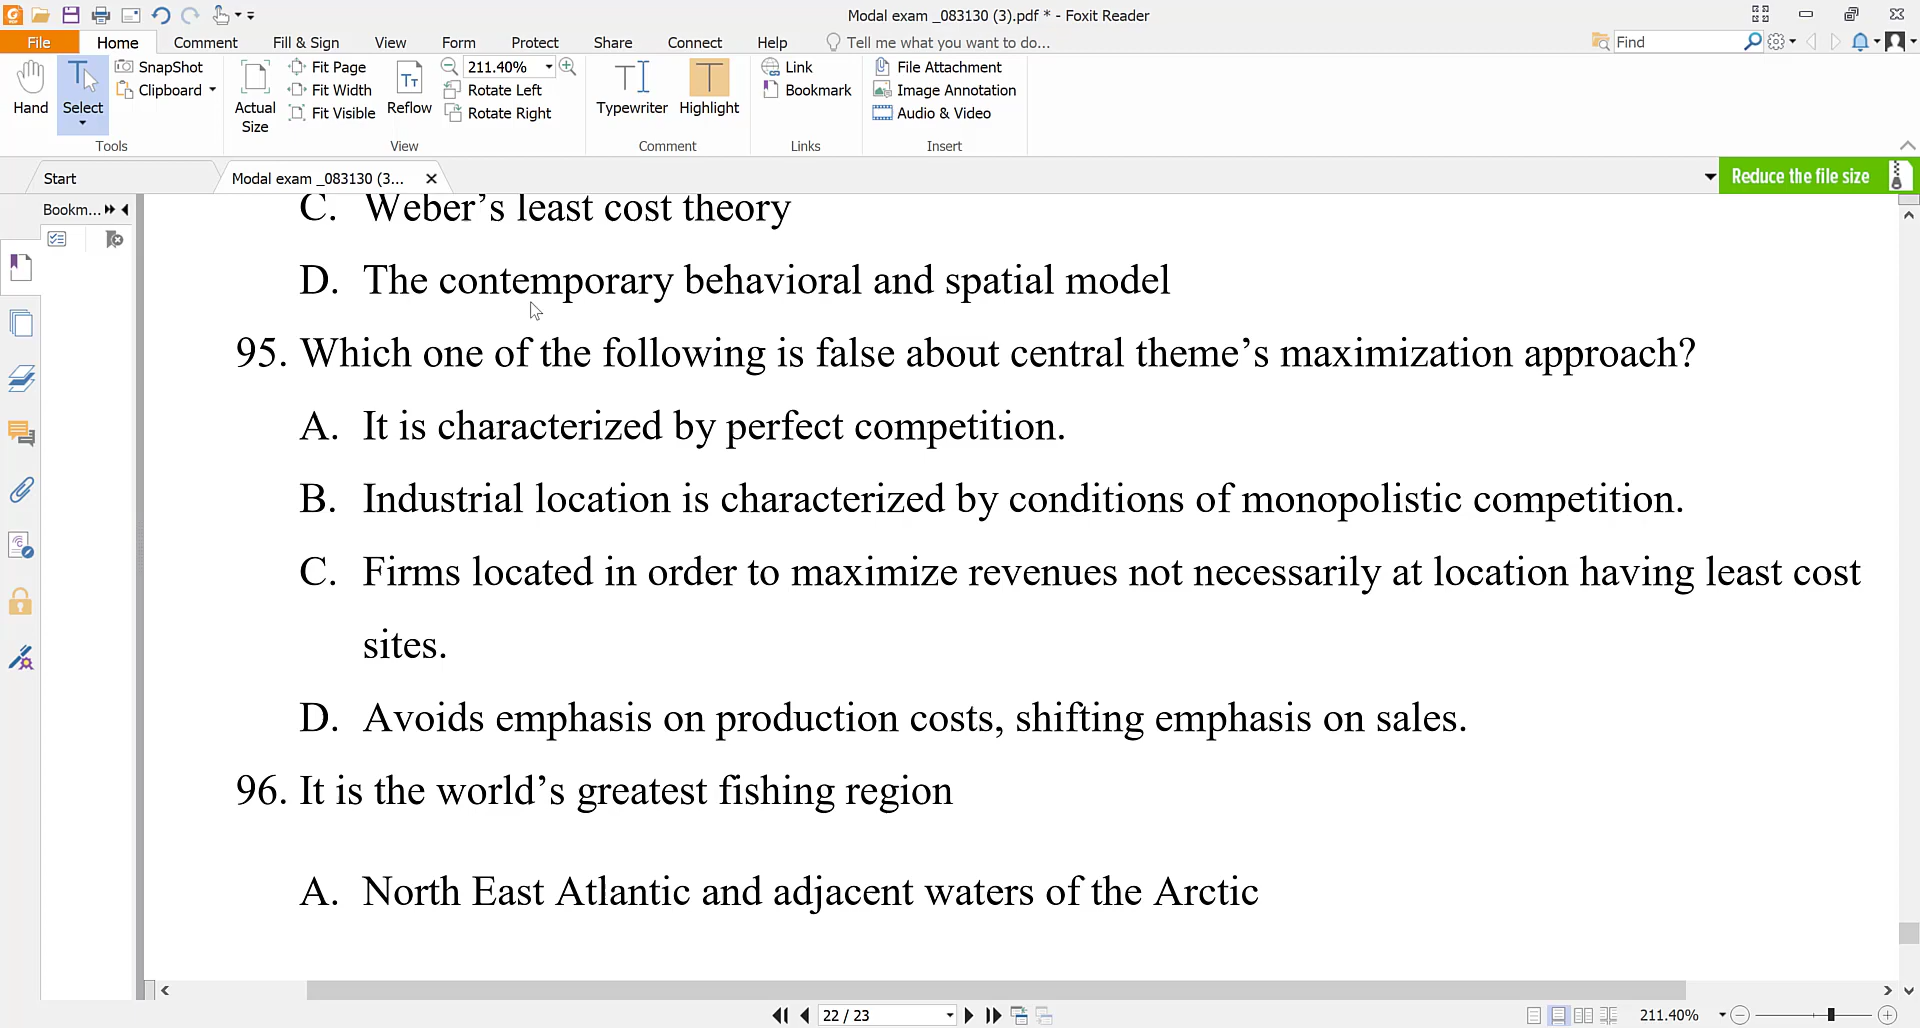 Modal exam _083130 (3).pdf * - Foxit Reader
File Home Comment Fill & Sign View Form Protect Share Connect Help Tell me what you want to do... Find
SnapShot Fit Page 211.40% Link File Attachment
Clipboard Fit Width Rotate Left Bookmark Image Annotation
Hand Select Actual Size Fit Visible Reflow Rotate Right Typewriter Highlight Audio & Video
Tools View Comment Links Insert
Start Modal exam _083130 (3... Reduce the file size
Bookm...
C. Weber's least cost theory
D. The contemporary behavioral and spatial model
95. Which one of the following is false about central theme's maximization approach?
A. It is characterized by perfect competition.
B. Industrial location is characterized by conditions of monopolistic competition.
C. Firms located in order to maximize revenues not necessarily at location having least cost
sites.
D. Avoids emphasis on production costs, shifting emphasis on sales.
96. It is the world's greatest fishing region
A. North East Atlantic and adjacent waters of the Arctic
22 / 23 211.40%